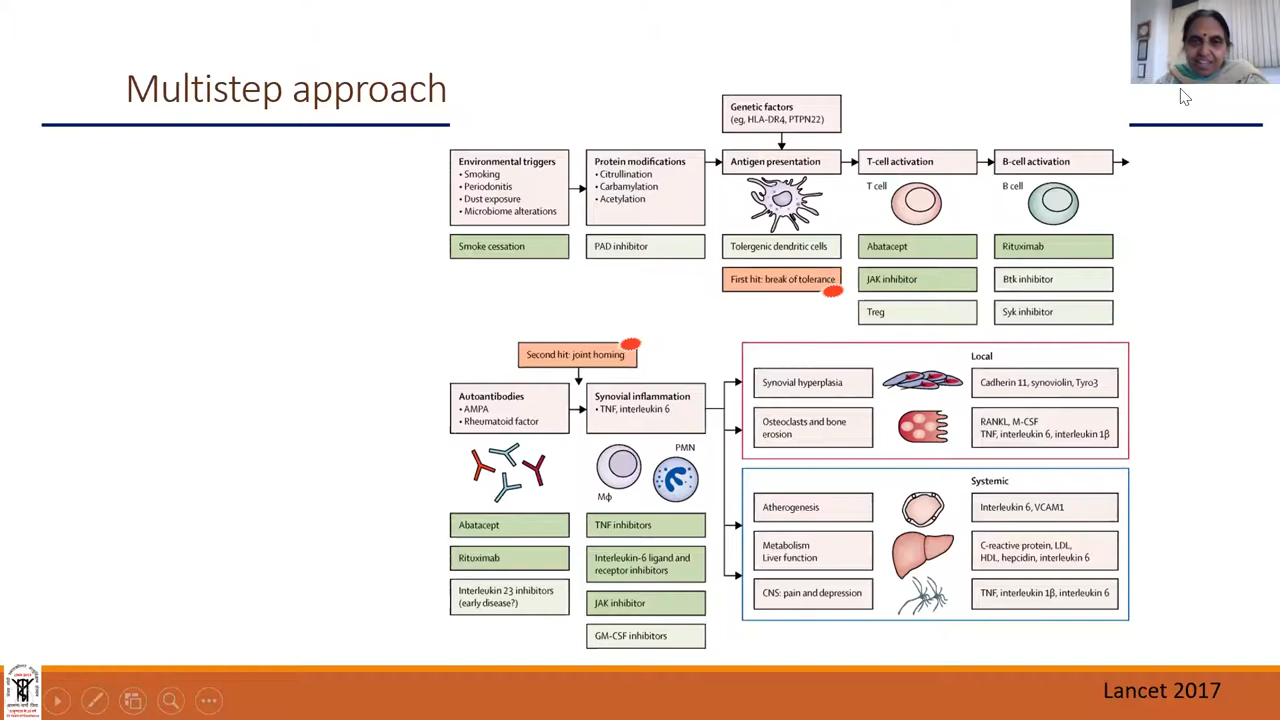 Multistep approach
Genetic factors
(eg, HLA-DR4, PTPN22)
Environmental triggers
• Smoking
• Periodonitis
• Dust exposure
• Microbiome alterations
Protein modifications
• Citrullination
• Carbamylation
• Acetylation
Antigen presentation
T-cell activation
T cell
B-cell activation
B cell
Smoke cessation
PAD inhibitor
Tolergenic dendritic cells
Abatacept
Rituximab
First hit: break of tolerance
JAK inhibitor
Btk inhibitor
Treg
Syk inhibitor
Second hit: joint homing
Autoantibodies
• AMPA
• Rheumatoid factor
Synovial inflammation
• TNF, interleukin 6
Mϕ
PMN
Abatacept
TNF inhibitors
Rituximab
Interleukin-6 ligand and
receptor inhibitors
Interleukin 23 inhibitors
(early disease?)
JAK inhibitor
GM-CSF inhibitors
Local
Synovial hyperplasia
Cadherin 11, synoviolin, Tyro3
Osteoclasts and bone
erosion
RANKL, M-CSF
TNF, interleukin 6, interleukin 1β
Systemic
Atherogenesis
Interleukin 6, VCAM1
Metabolism
Liver function
C-reactive protein, LDL,
HDL, hepcidin, interleukin 6
CNS: pain and depression
TNF, interleukin 1β, interleukin 6
Lancet 2017